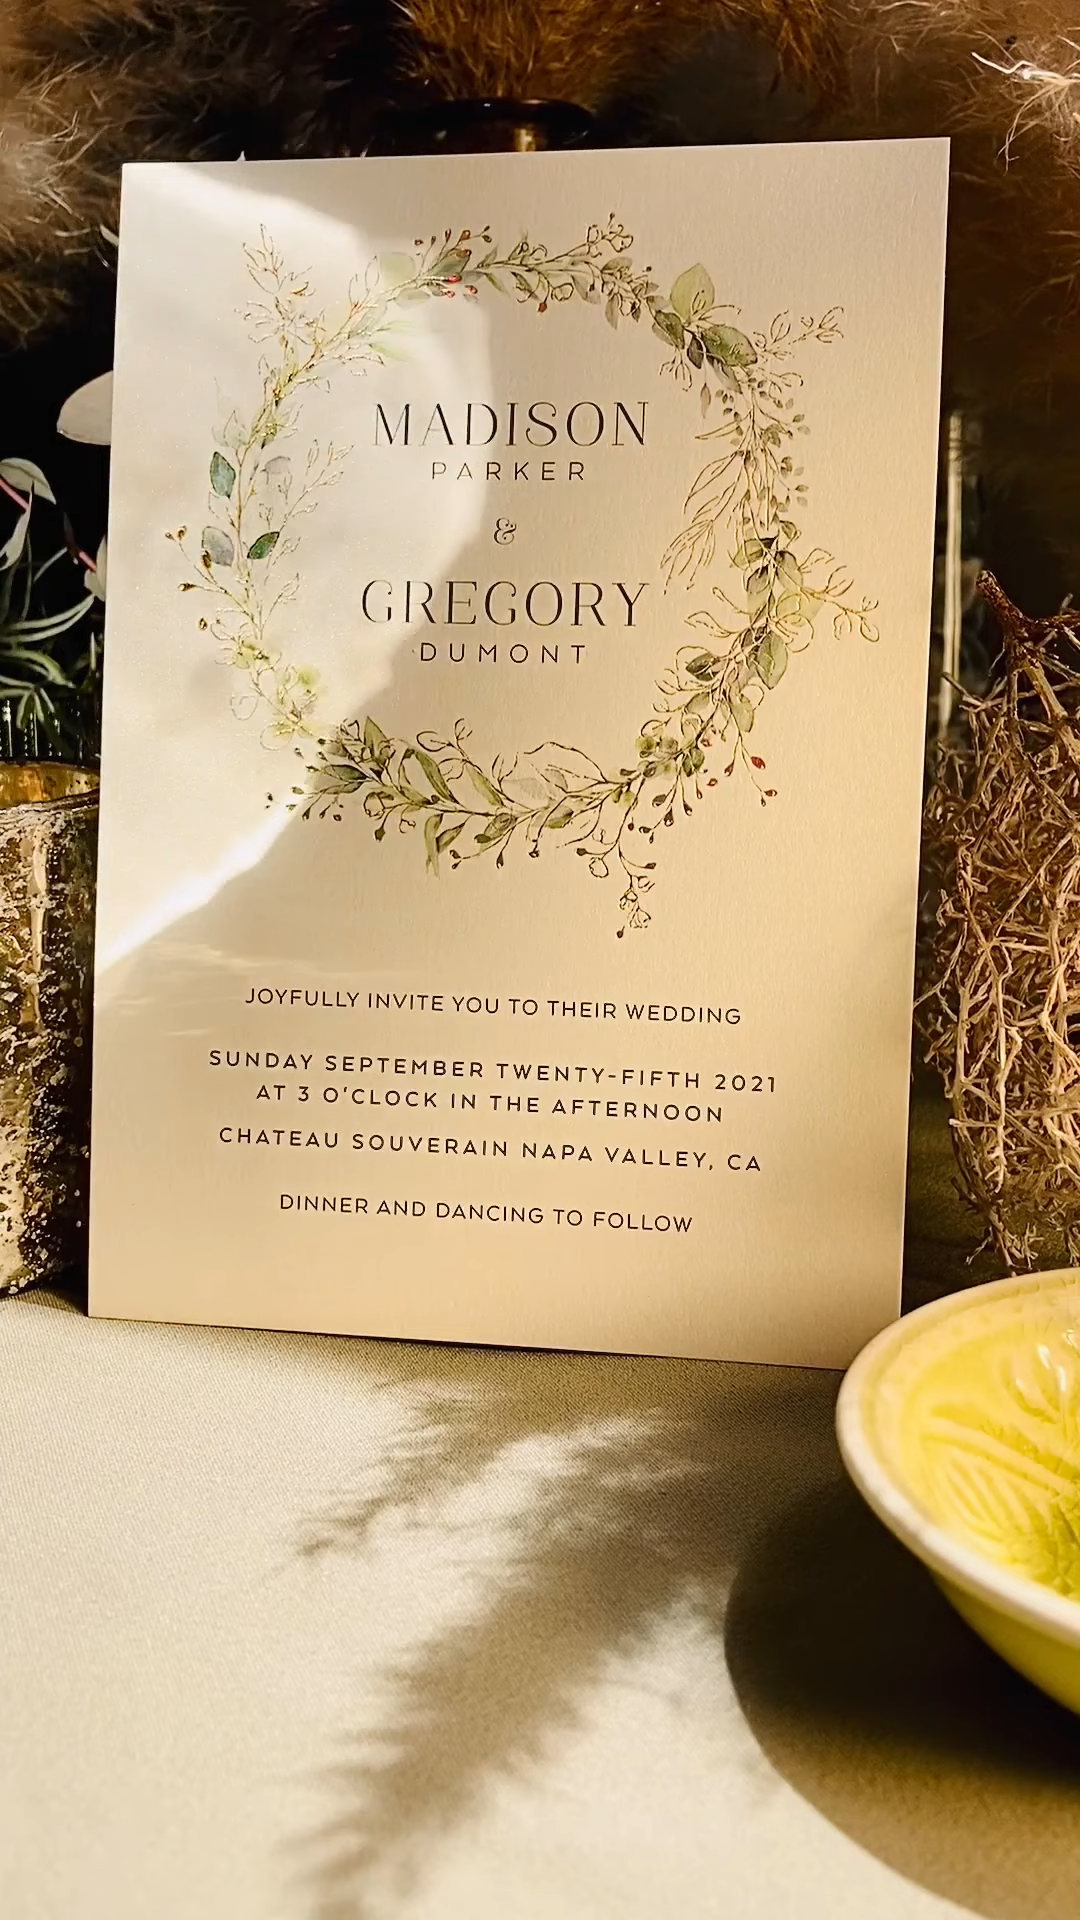 MADISON
PARKER
&
GREGORY
DUMONT
JOYFULLY INVITE YOU TO THEIR WEDDING
SUNDAY SEPTEMBER TWENTY-FIFTH 2021
AT 3 O'CLOCK IN THE AFTERNOON
CHATEAU SOUVERAIN NAPA VALLEY, CA
DINNER AND DANCING TO FOLLOW